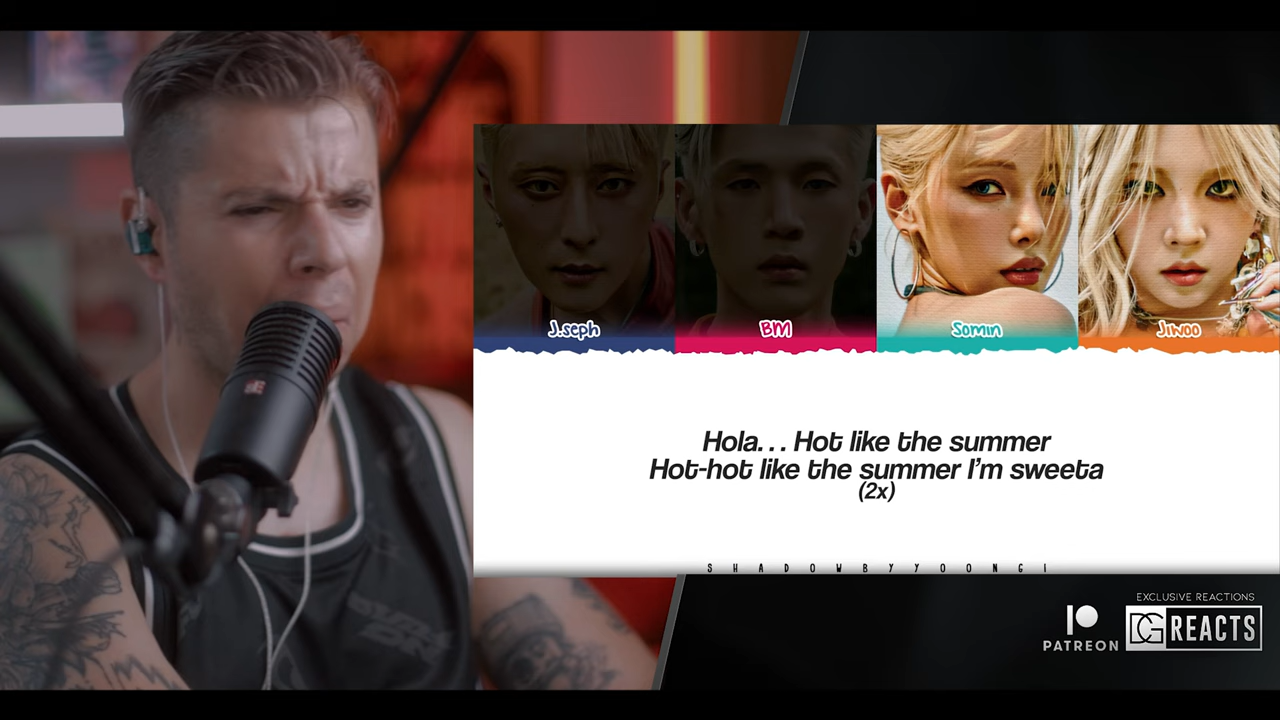 J.seph
BM
Somin
Jiwoo
Hola... Hot like the summer
Hot-hot like the summer I'm sweeta
(2x)
SHADOWBYYOONGI
EXCLUSIVE REACTIONS
PATREON
DG REACTS